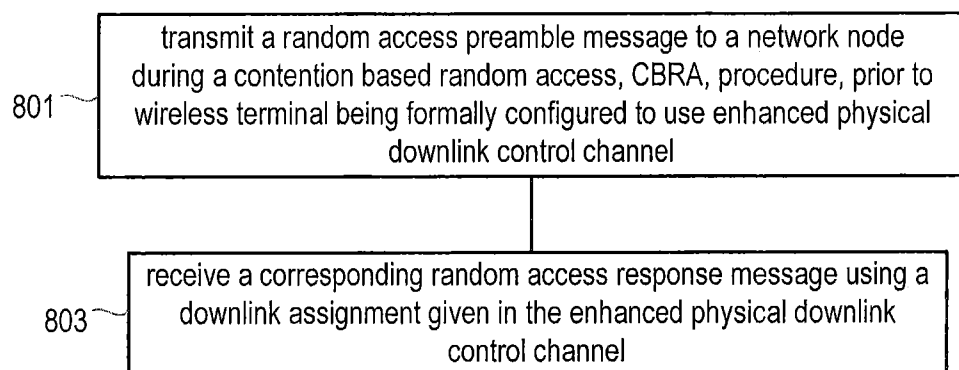 transmit a random access preamble message to a network node
during a contention based random access, CBRA, procedure, prior to
801
wireless terminal being formally configured to use enhanced physical
downlink control channel
receive a corresponding random access response message using a
803
downlink assignment given in the enhanced physical downlink
control channel